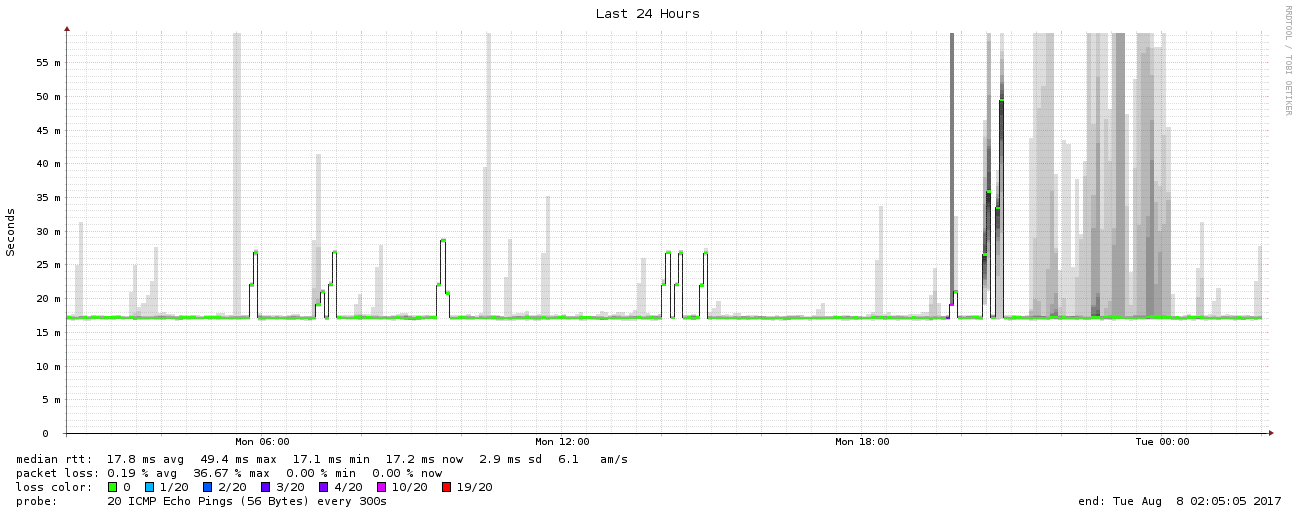 Last 24 Hours
RRDTOOL / TOBI OETIKER
Seconds
55 m
50 m
45 m
40 m
35 m
30 m
25 m
20 m
15 m
10 m
5 m
0
Mon 06:00 Mon 12:00 Mon 18:00 Tue 00:00
median rtt: 17.8 ms avg 49.4 ms max 17.1 ms min 17.2 ms now 2.9 ms sd 6.1 am/s
packet loss: 0.19 % avg 36.67 % max 0.00 % min 0.00 % now
loss color: 0 1/20 2/20 3/20 4/20 10/20 19/20
probe: 20 ICMP Echo Pings (56 Bytes) every 300s end: Tue Aug 8 02:05:05 2017